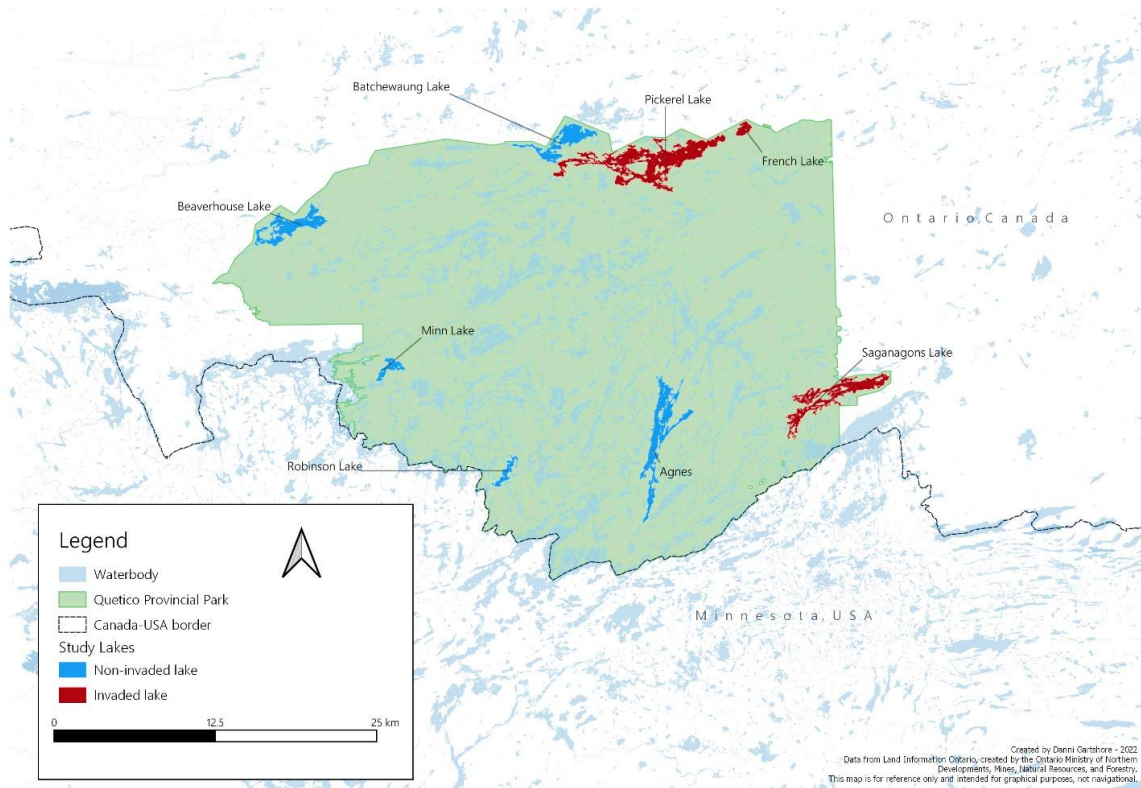 Batchewaung Lake
Pickerel Lake
French Lake
Beaverhouse Lake
Ontario, Canada
Minn Lake
Saganagons Lake
Robinson Lake
Agnes
Minnesota, USA
Legend
Waterbody
Quetico Provincial Park
Canada-USA border
Study Lakes
Non-invaded lake
Invaded lake
0 12.5 25 km
Created by Danni Gartshore - 2022
Data from Land Information Ontario, created by the Ontario Ministry of Northern
Developments, Mines, Natural Resources, and Forestry.
This map is for reference only and intended for graphical purposes, not navigational.